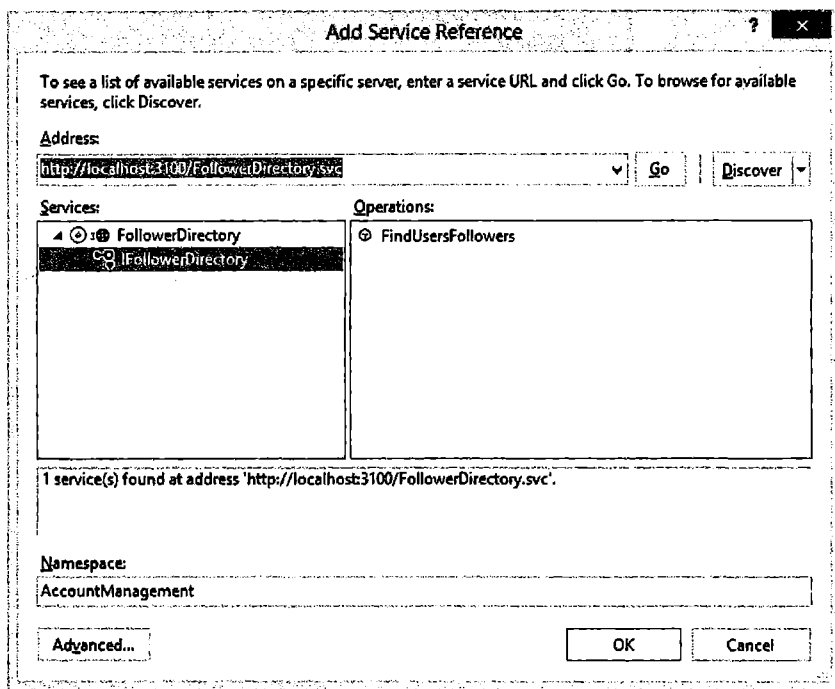 Add Service Reference
?
To see a list of available services on a specific server, enter a service URL and click Go. To browse for available
services, click Discover.
Address:
http://localhost:3100/FollowerDirectory.svc
Go
Discover
Services:
Operations:
FollowerDirectory
IFollowerDirectory
FindUsersFollowers
1 service(s) found at address 'http://localhost:3100/FollowerDirectory.svc'.
Namespace:
AccountManagement
Advanced...
OK
Cancel